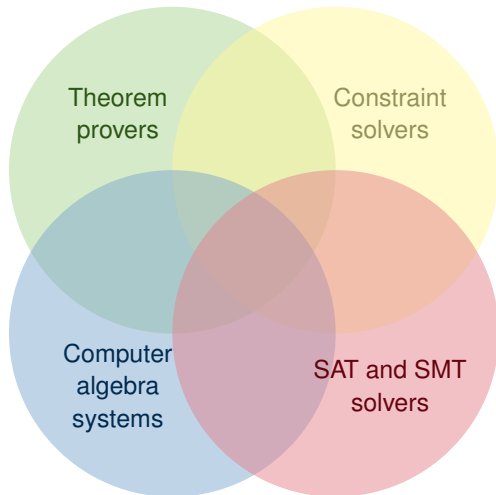 Theorem
provers
Constraint
solvers
Computer
algebra
systems
SAT and SMT
solvers